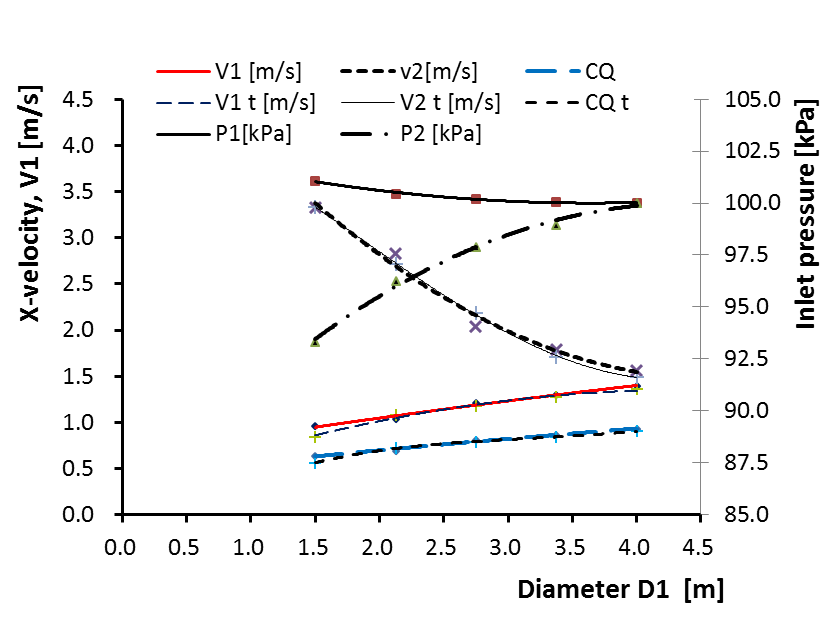 V1 [m/s] v2[m/s] CQ
V1 t [m/s] V2 t [m/s] CQ t
P1[kPa] P2 [kPa]
X-velocity, V1 [m/s]
4.5
4.0
3.5
3.0
2.5
2.0
1.5
1.0
0.5
0.0
105.0
102.5
100.0
97.5
95.0
92.5
90.0
87.5
85.0
Inlet pressure [kPa]
0.0 0.5 1.0 1.5 2.0 2.5 3.0 3.5 4.0 4.5
Diameter D1 [m]